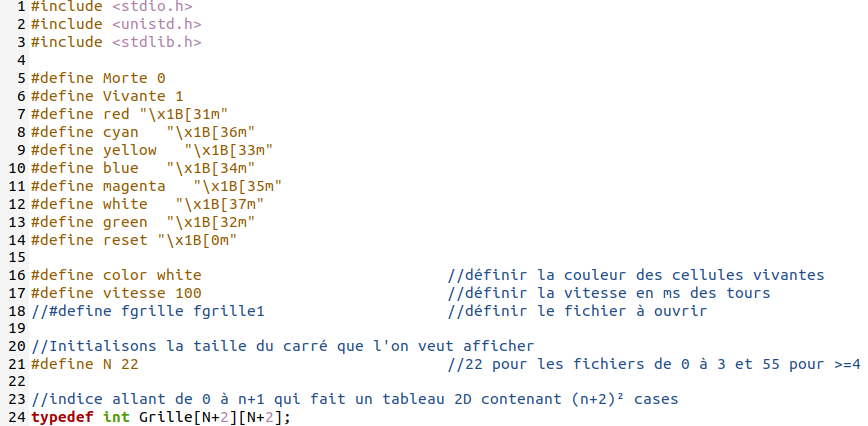 1 #include <stdio.h>
2 #include <unistd.h>
3 #include <stdlib.h>
4
5 #define Morte 0
6 #define Vivante 1
7 #define red "\x1B[31m"
8 #define cyan   "\x1B[36m"
9 #define yellow   "\x1B[33m"
10 #define blue   "\x1B[34m"
11 #define magenta   "\x1B[35m"
12 #define white   "\x1B[37m"
13 #define green  "\x1B[32m"
14 #define reset "\x1B[0m"
15
16 #define color white                           //définir la couleur des cellules vivantes
17 #define vitesse 100                           //définir la vitesse en ms des tours
18 //#define fgrille fgrille1                    //définir le fichier à ouvrir
19
20 //Initialisons la taille du carré que l'on veut afficher
21 #define N 22                                  //22 pour les fichiers de 0 à 3 et 55 pour >=4
22
23 //indice allant de 0 à n+1 qui fait un tableau 2D contenant (n+2)² cases
24 typedef int Grille[N+2][N+2];